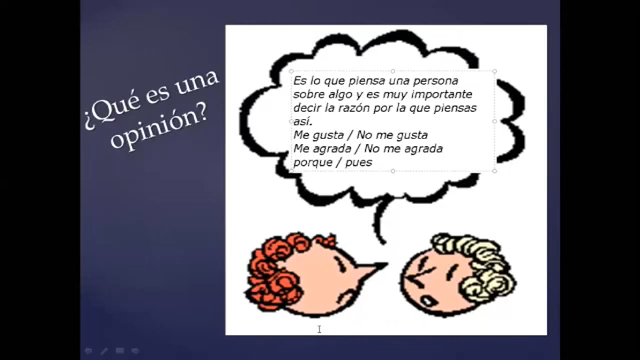 ¿Qué es una
opinión?
Es lo que piensa una persona
sobre algo y es muy importante
decir la razón por la que piensas
así.
Me gusta / No me gusta
Me agrada / No me agrada
porque / pues